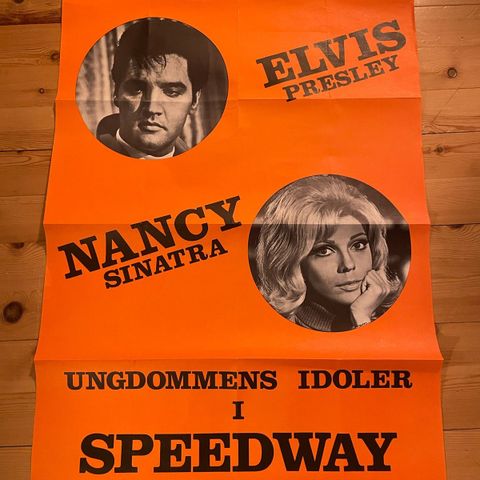 ELVIS
PRESLEY
NANCY
SINATRA
UNGDOMMENS IDOLER
I
SPEEDWAY